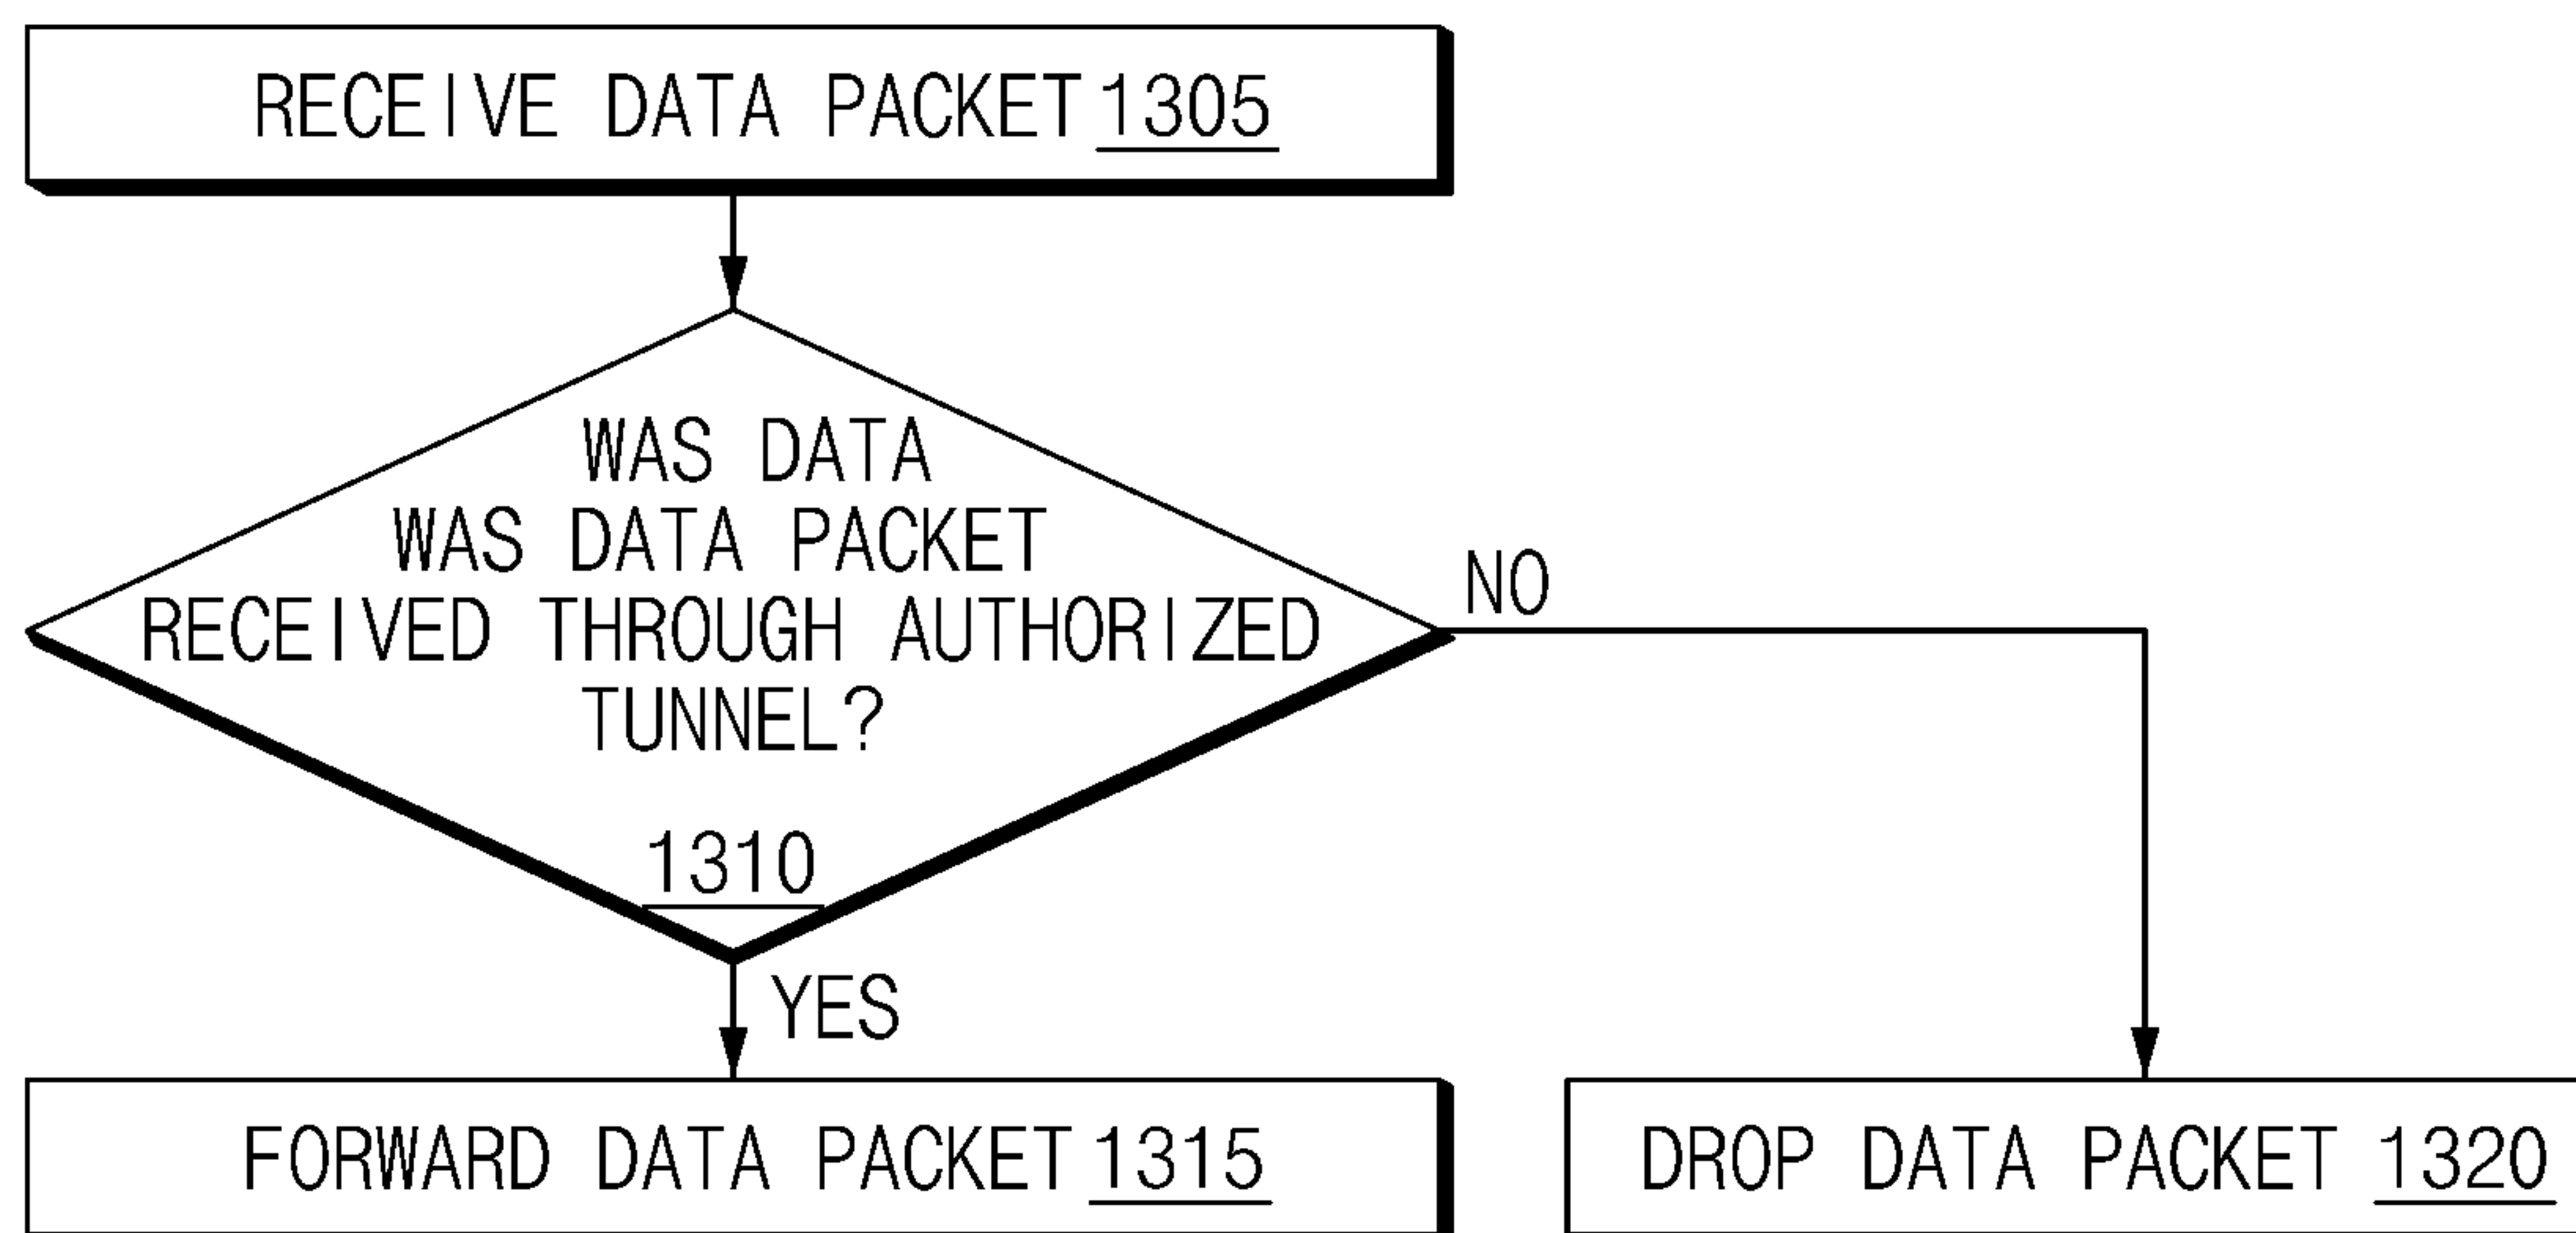 RECEIVE DATA PACKET 1305
WAS DATA
WAS DATA PACKET
RECEIVED THROUGH AUTHORIZED
TUNNEL?
1310
NO
YES
FORWARD DATA PACKET 1315
DROP DATA PACKET 1320